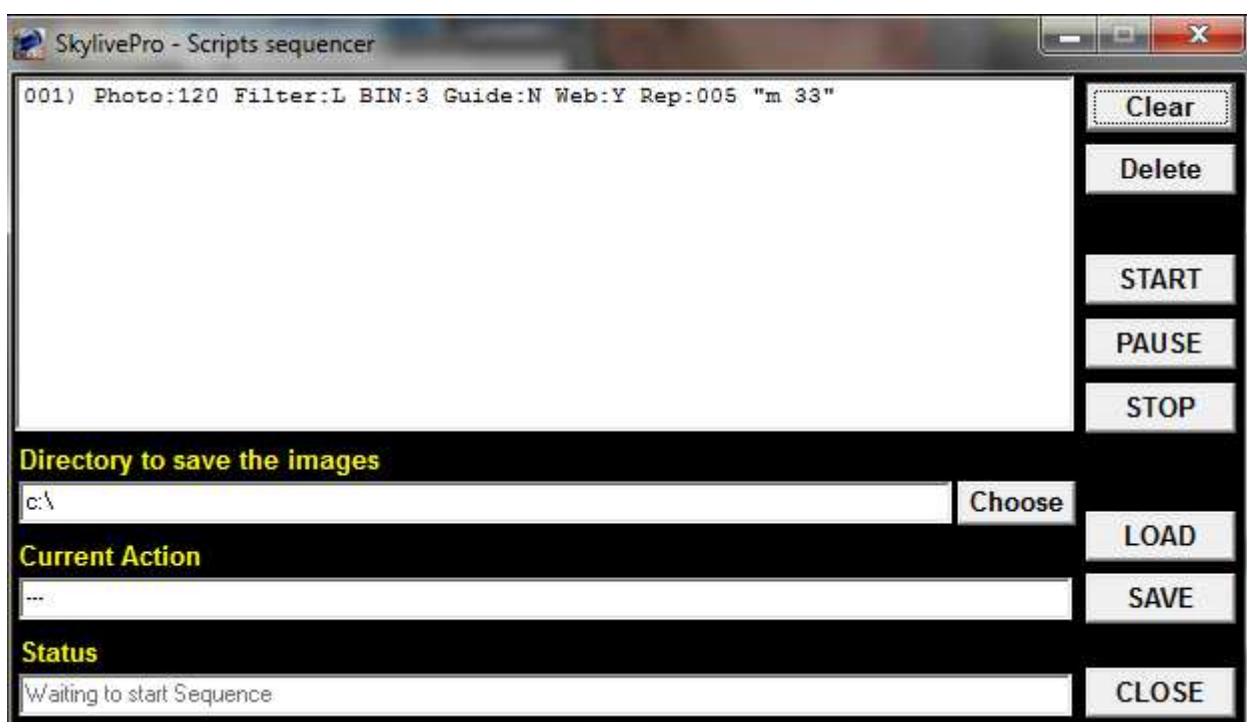 SkylivePro - Scripts sequencer
001) Photo:120 Filter:L BIN:3 Guide:N Web:Y Rep:005 "m 33"
Clear
Delete
START
PAUSE
STOP
Directory to save the images
c:\
Choose
LOAD
Current Action
---
SAVE
Status
Waiting to start Sequence
CLOSE